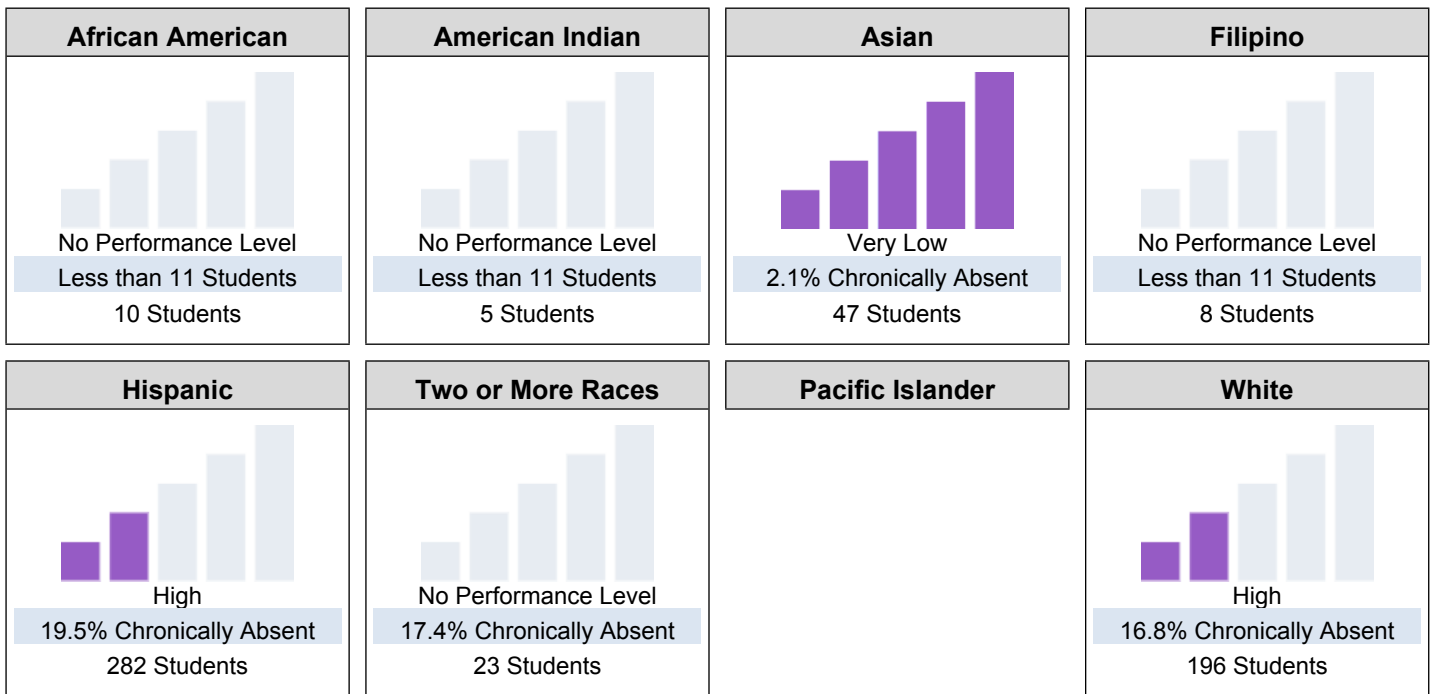 African American
No Performance Level
Less than 11 Students
10 Students
American Indian
No Performance Level
Less than 11 Students
5 Students
Asian
Very Low
2.1% Chronically Absent
47 Students
Filipino
No Performance Level
Less than 11 Students
8 Students
Hispanic
High
19.5% Chronically Absent
282 Students
Two or More Races
No Performance Level
17.4% Chronically Absent
23 Students
Pacific Islander
White
High
16.8% Chronically Absent
196 Students